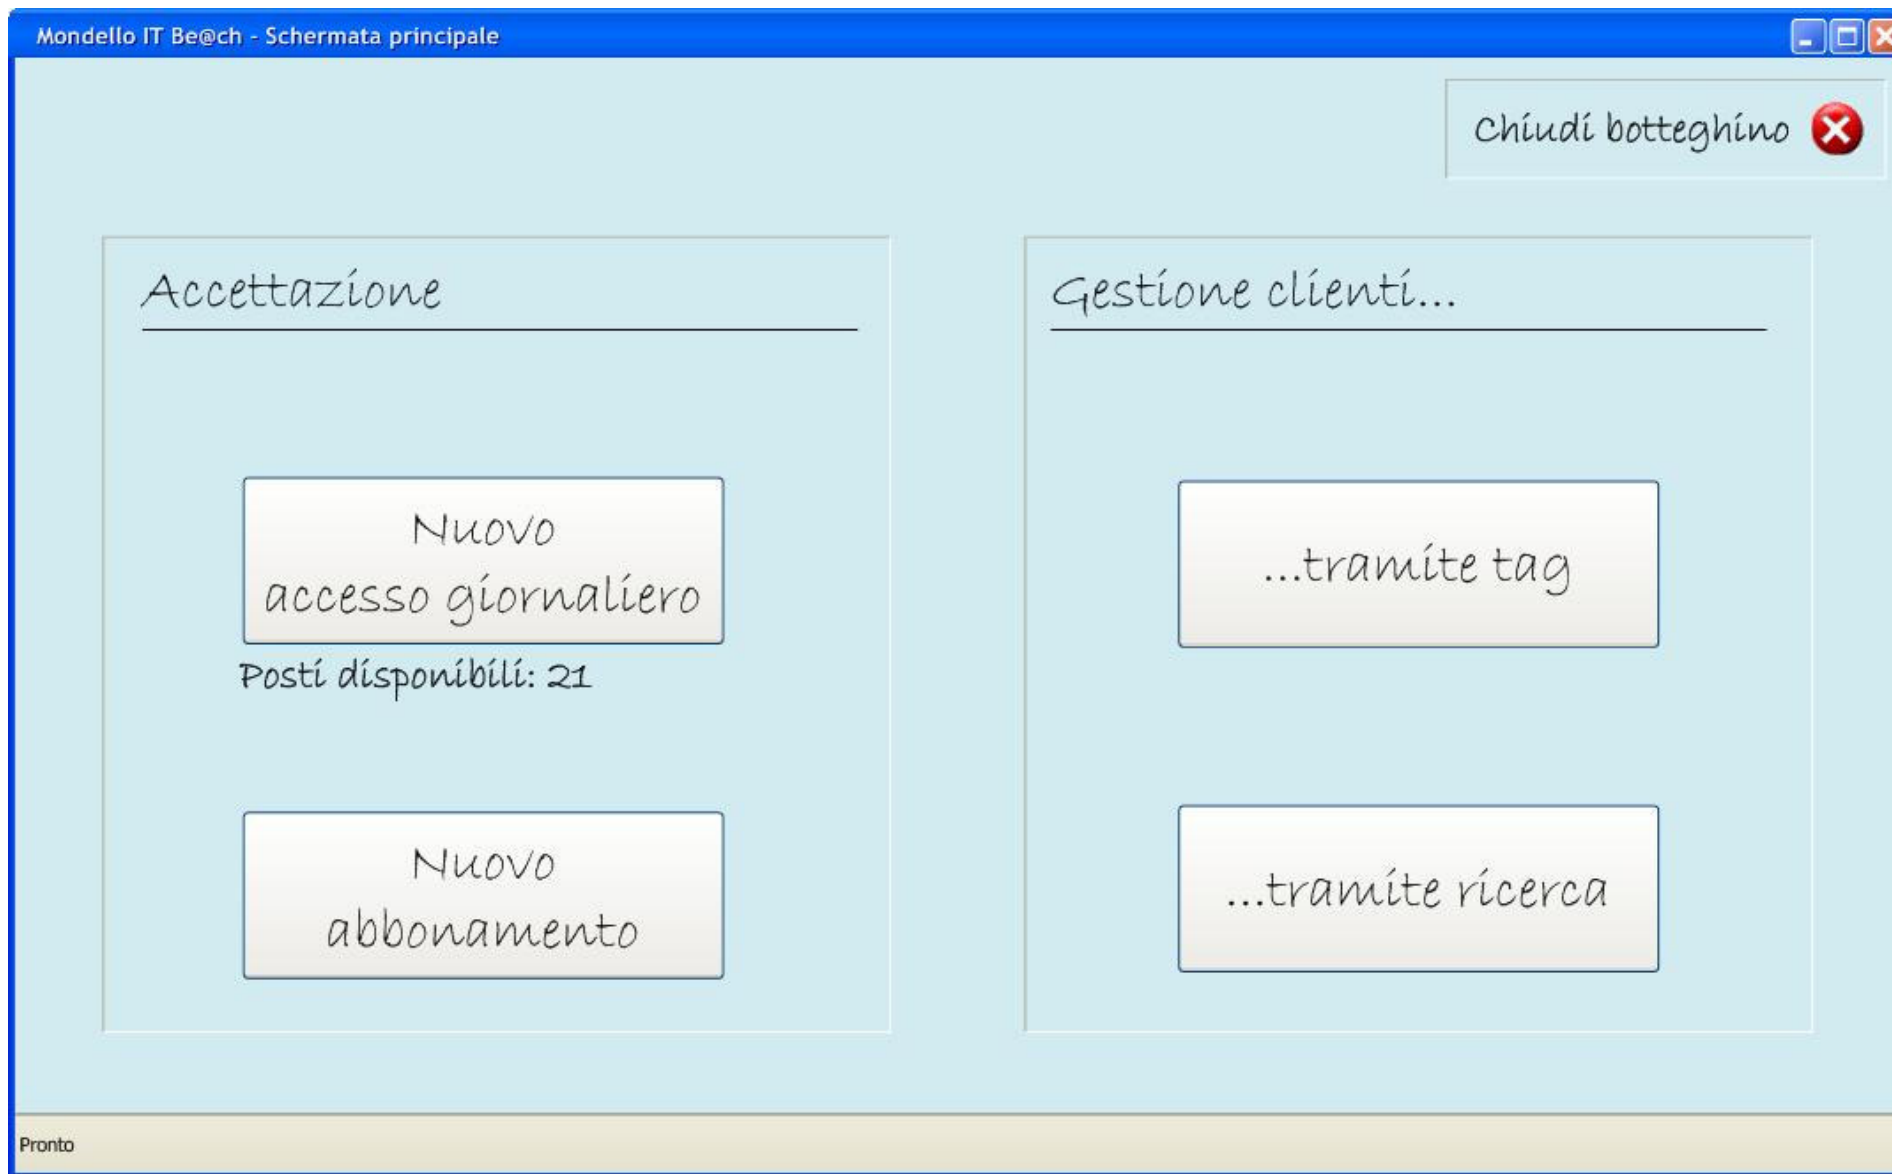 Mondello IT Be@ch - Schermata principale
Chiudi botteghino
Accettazione
Nuovo
accesso giornaliero
Posti disponibili: 21
Nuovo
abbonamento
Gestione clienti...
...tramite tag
...tramite ricerca
Pronto